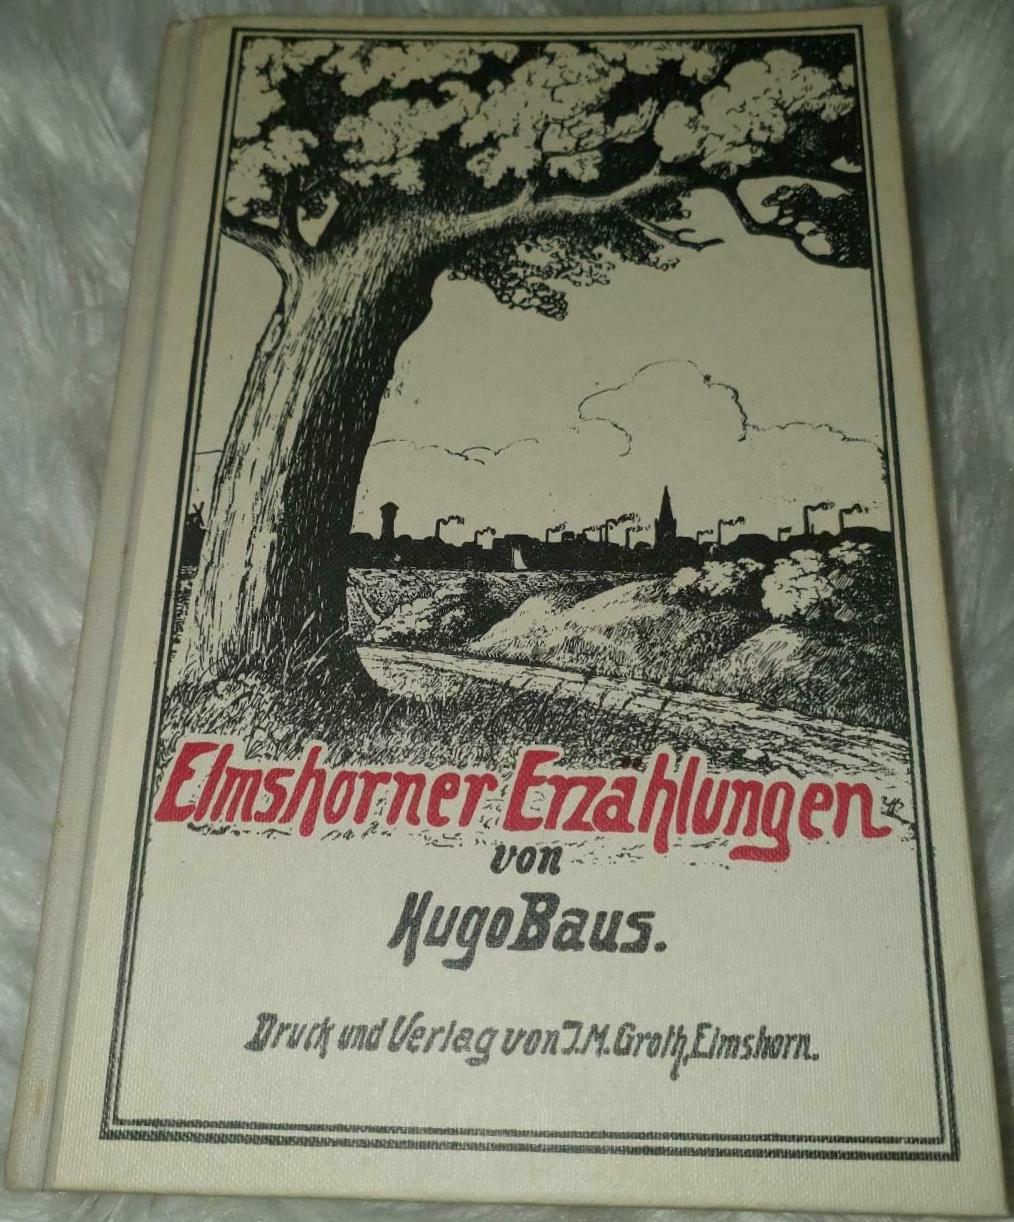 Elmshorner Erzählungen
von
Hugo Baus.
Druck und Verlag von J.M. Groth, Elmshorn.